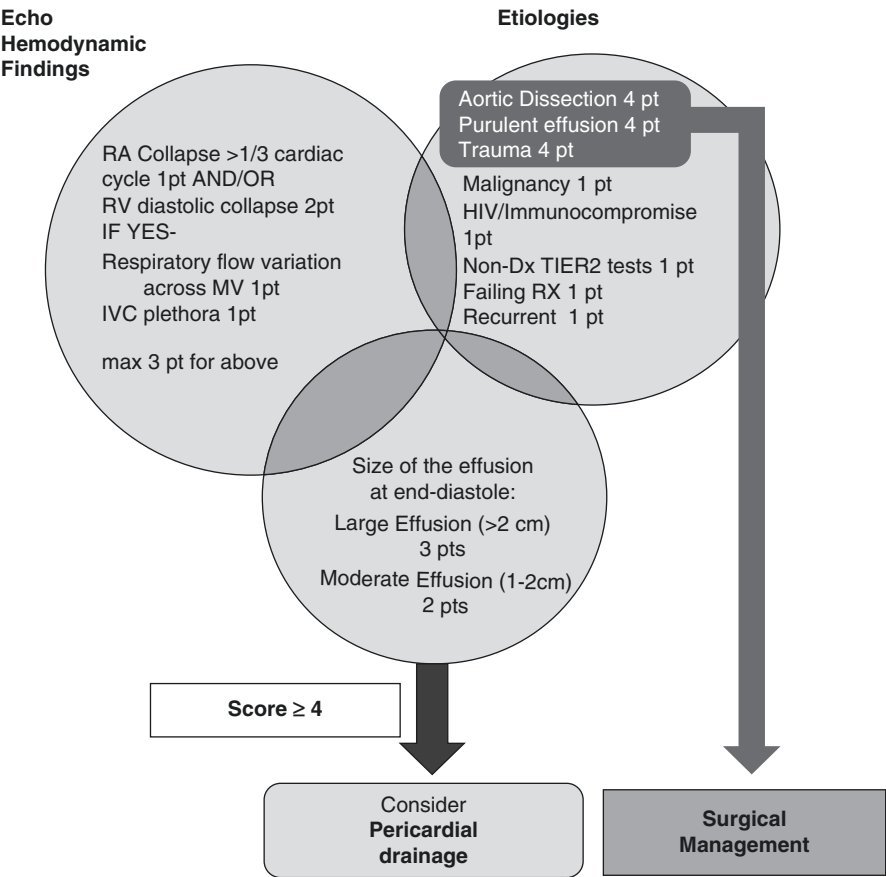 Echo
Hemodynamic
Findings
RA Collapse >1/3 cardiac
cycle 1pt AND/OR
RV diastolic collapse 2pt
IF YES-
Respiratory flow variation
across MV 1pt
IVC plethora 1pt
max 3 pt for above
Etiologies
Aortic Dissection 4 pt
Purulent effusion 4 pt
Trauma 4 pt
Malignancy 1 pt
HIV/Immunocompromise
1pt
Non-Dx TIER2 tests 1 pt
Failing RX 1 pt
Recurrent 1 pt
Size of the effusion
at end-diastole:
Large Effusion (>2 cm)
3 pts
Moderate Effusion (1-2cm)
2 pts
Score ≥ 4
Consider
Pericardial
drainage
Surgical
Management